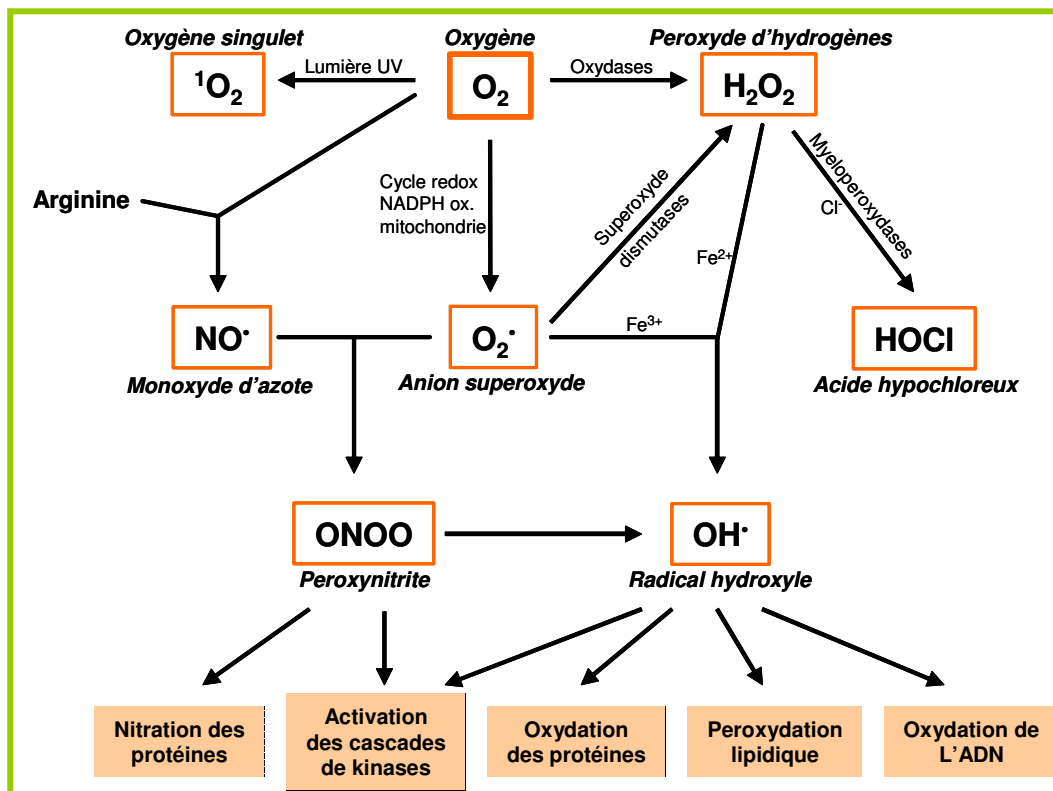 Oxygène singulet
Oxygène
Peroxyde d'hydrogènes
¹O₂
Lumière UV
O₂
Oxydases
H₂O₂
Arginine
Cycle redox
NADPH ox.
mitochondrie
Superoxyde
dismutases
Fe²⁺
Myeloperoxydases
Cl⁻
NO•
Monoxyde d'azote
O₂•
Anion superoxyde
Fe³⁺
HOCl
Acide hypochloreux
ONOO
Peroxynitrite
OH•
Radical hydroxyle
Nitration des
protéines
Activation
des cascades
de kinases
Oxydation
des protéines
Peroxydation
lipidique
Oxydation de
L'ADN